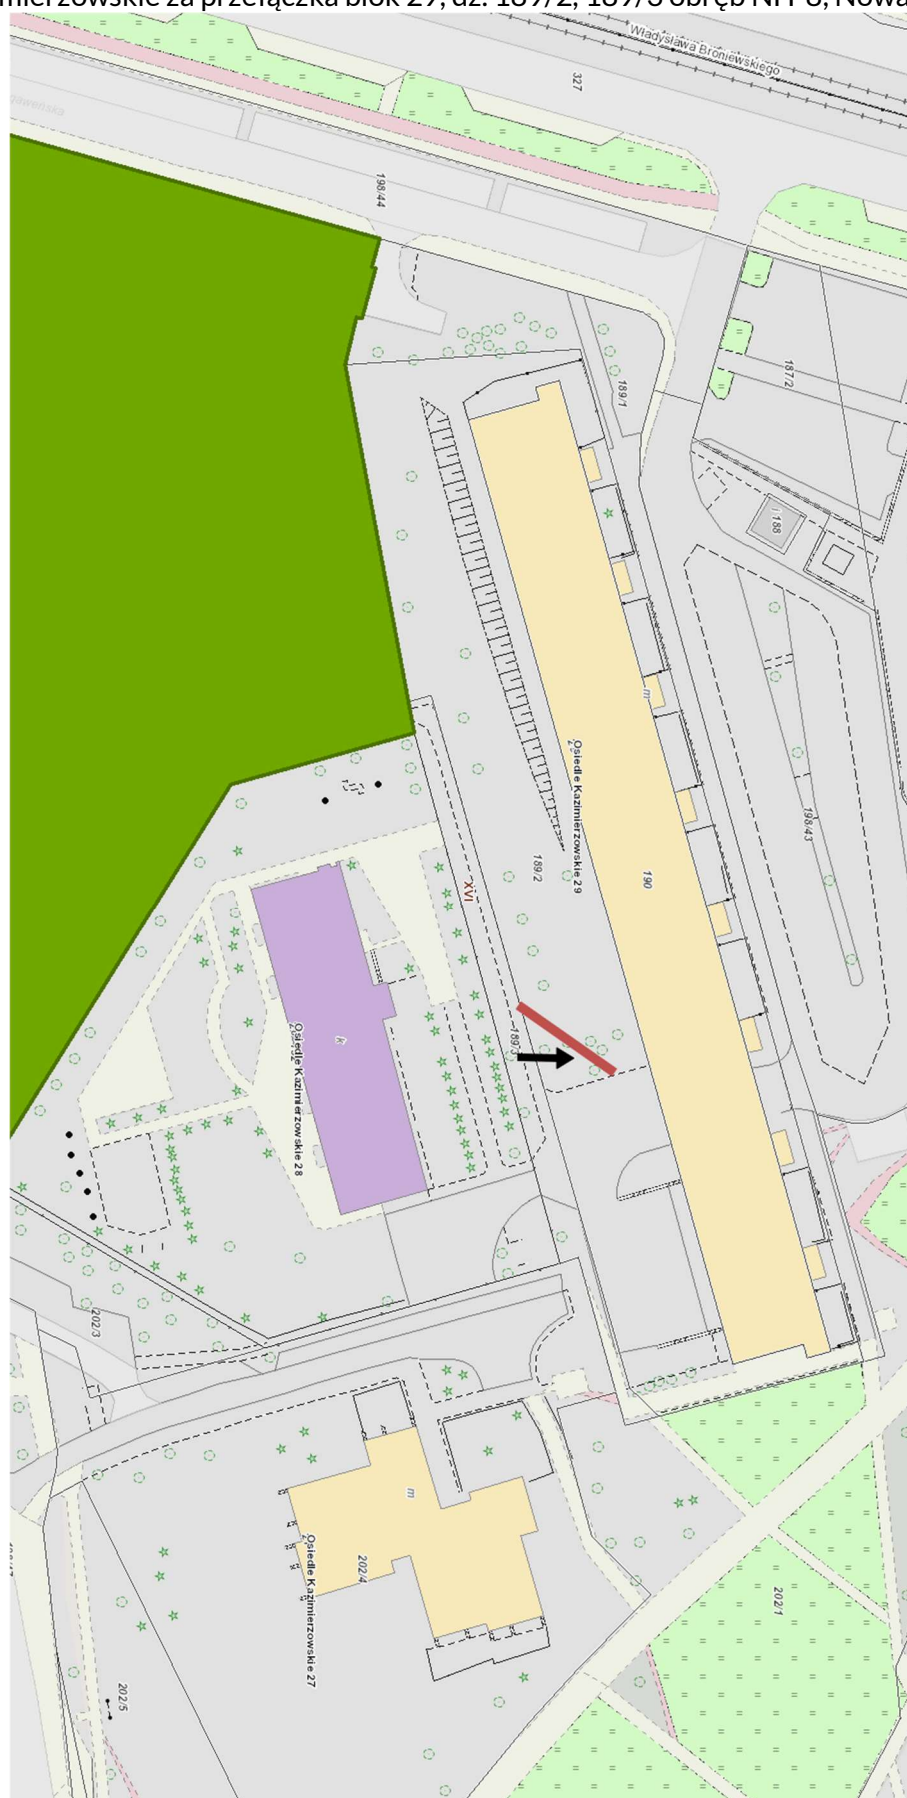 mierzowskie za przełączką blok 29, dz. 189/2, 189/3 obręb NH-8, Nowa
Władysława Broniewskiego
327
198/44
189/1
187/2
188
m
Osiedle Kazimierzowskie 29
198/43
189/2
190
XVI
189/3
k
Osiedle Kazimierzowskie 28
202/3
m
202/4
Osiedle Kazimierzowskie 27
202/1
202/5